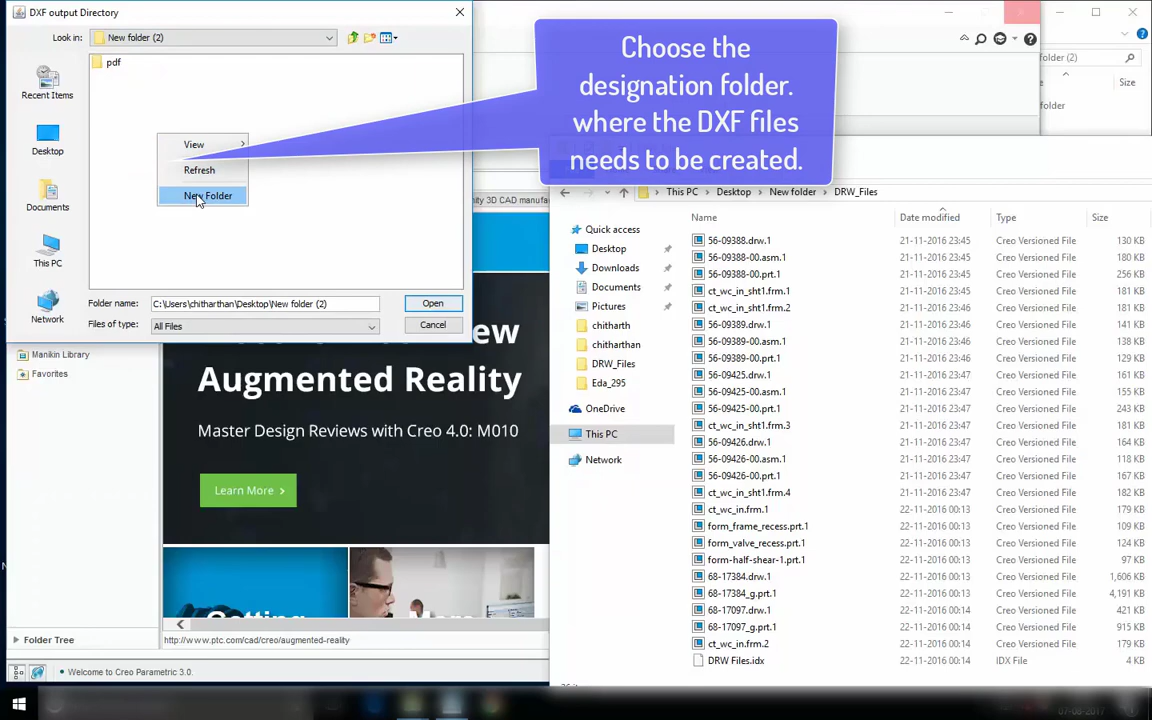 DXF output Directory
Look in:
New folder (2)
pdf
Recent Items
Desktop
Documents
This PC
Network
View
Refresh
New Folder
Folder name:
C:\Users\chitharthan\Desktop\New folder (2)
Open
Files of type:
All Files
Cancel
Choose the
designation folder.
where the DXF files
needs to be created.
folder (2)
Size
folder
This PC
Desktop
New folder
DRW_Files
Name
Date modified
Type
Size
Quick access
Desktop
Downloads
Documents
Pictures
chitharth
chitharthan
DRW_Files
Eda_295
OneDrive
This PC
Network
56-09388.drw.1 21-11-2016 23:45 Creo Versioned File 130 KB
56-09388-00.asm.1 21-11-2016 23:45 Creo Versioned File 180 KB
56-09388-00.prt.1 21-11-2016 23:45 Creo Versioned File 256 KB
ct_wc_in_sht1.frm.1 21-11-2016 23:45 Creo Versioned File 181 KB
ct_wc_in_sht1.frm.2 21-11-2016 23:46 Creo Versioned File 181 KB
56-09389.drw.1 21-11-2016 23:46 Creo Versioned File 141 KB
56-09389-00.asm.1 21-11-2016 23:46 Creo Versioned File 138 KB
56-09389-00.prt.1 21-11-2016 23:46 Creo Versioned File 129 KB
56-09425.drw.1 21-11-2016 23:47 Creo Versioned File 161 KB
56-09425-00.asm.1 21-11-2016 23:47 Creo Versioned File 155 KB
56-09425-00.prt.1 21-11-2016 23:47 Creo Versioned File 243 KB
ct_wc_in_sht1.frm.3 21-11-2016 23:47 Creo Versioned File 181 KB
56-09426.drw.1 21-11-2016 23:47 Creo Versioned File 164 KB
56-09426-00.asm.1 21-11-2016 23:47 Creo Versioned File 118 KB
56-09426-00.prt.1 21-11-2016 23:47 Creo Versioned File 167 KB
ct_wc_in_sht1.frm.4 21-11-2016 23:47 Creo Versioned File 182 KB
ct_wc_in.frm.1 22-11-2016 00:13 Creo Versioned File 179 KB
form_frame_recess.prt.1 22-11-2016 00:13 Creo Versioned File 109 KB
form_valve_recess.prt.1 22-11-2016 00:13 Creo Versioned File 124 KB
form-half-shear-1.prt.1 22-11-2016 00:13 Creo Versioned File 97 KB
68-17384.drw.1 22-11-2016 00:13 Creo Versioned File 1,606 KB
68-17384_g.prt.1 22-11-2016 00:13 Creo Versioned File 4,191 KB
68-17097.drw.1 22-11-2016 00:14 Creo Versioned File 421 KB
68-17097_g.prt.1 22-11-2016 00:14 Creo Versioned File 915 KB
ct_wc_in.frm.2 22-11-2016 00:14 Creo Versioned File 179 KB
DRW Files.idx 22-11-2016 00:14 IDX File 4 KB
Manikin Library
Favorites
nity 3D CAD manufa
ew
Augmented Reality
Master Design Reviews with Creo 4.0: M010
Learn More
Folder Tree
http://www.ptc.com/cad/creo/augmented-reality
Welcome to Creo Parametric 3.0.
07-08-2017